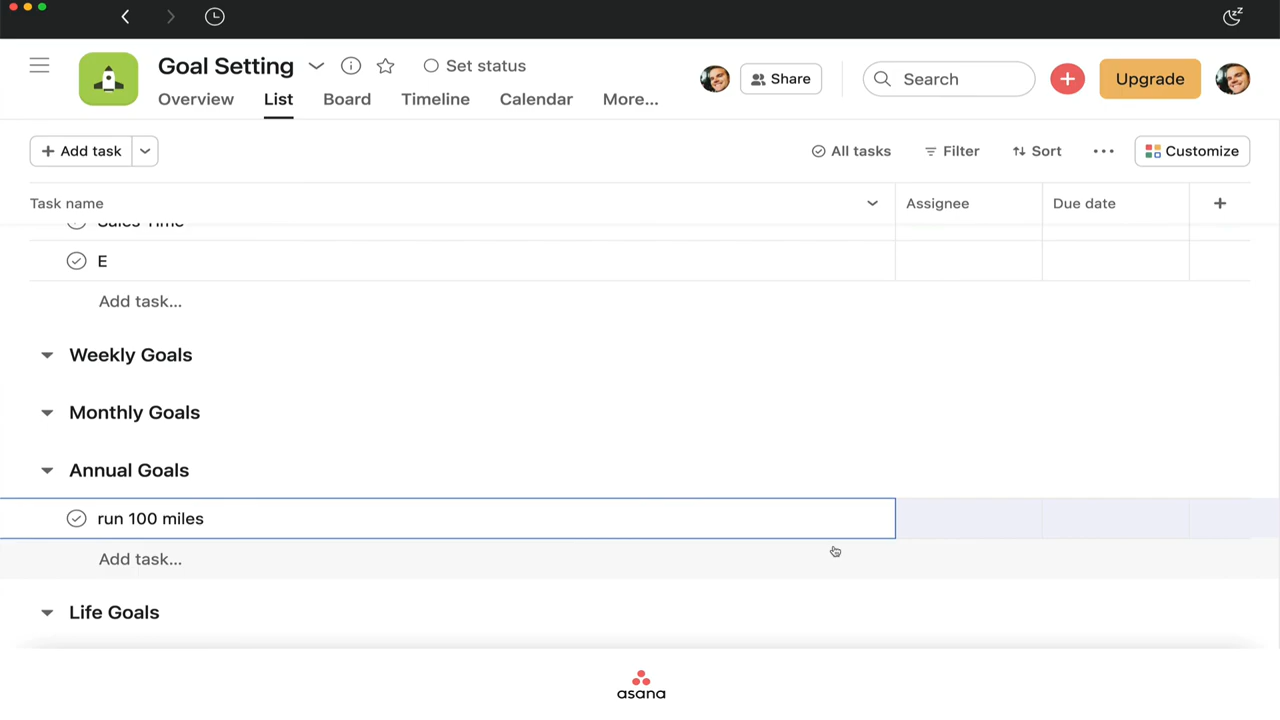 Goal Setting
Set status
Overview
List
Board
Timeline
Calendar
More...
Share
Search
Upgrade
Add task
All tasks
Filter
Sort
Customize
Task name
Assignee
Due date
Sales Time
E
Add task...
Weekly Goals
Monthly Goals
Annual Goals
run 100 miles
Add task...
Life Goals
asana